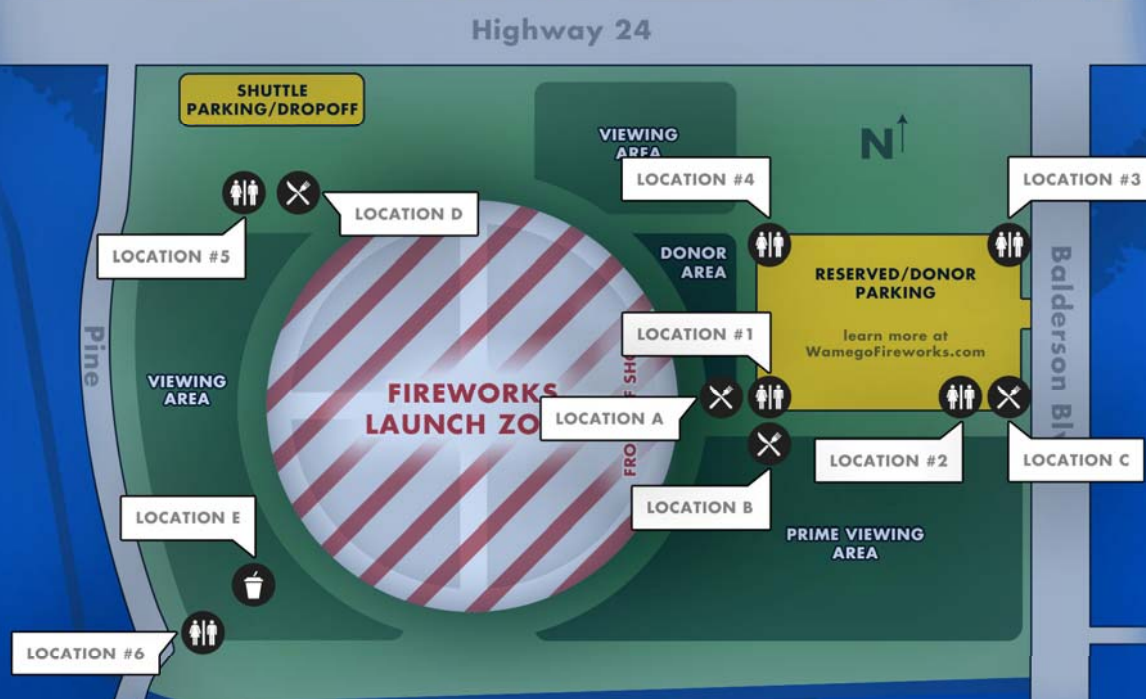 Highway 24
SHUTTLE
PARKING/DROPOFF
VIEWING
AREA
N
LOCATION #4
LOCATION #3
LOCATION D
LOCATION #5
DONOR
AREA
RESERVED/DONOR
PARKING
learn more at
WamegoFireworks.com
Balderson
LOCATION #1
Pine
VIEWING
AREA
FIREWORKS
LAUNCH
LOCATION A
LOCATION #2
LOCATION C
LOCATION B
LOCATION E
PRIME VIEWING
AREA
LOCATION #6